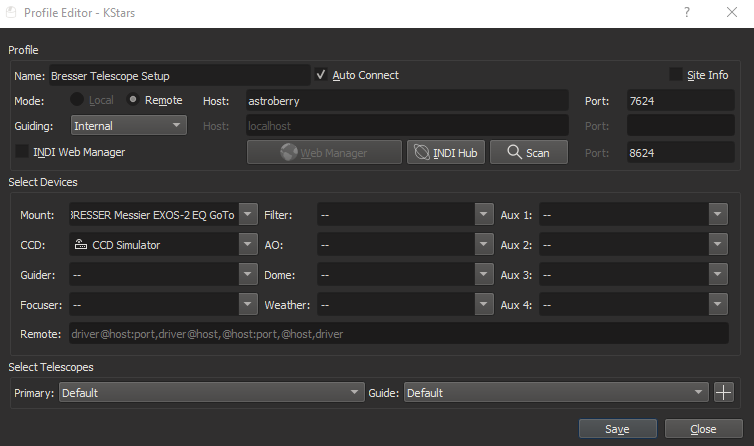 Profile Editor - KStars ? ×
Profile
Name: Bresser Telescope Setup Auto Connect Site Info
Mode: Local Remote Host: astroberry Port: 7624
Guiding: Internal Host: localhost Port:
INDI Web Manager Web Manager INDI Hub Scan Port: 8624
Select Devices
Mount: BRESSER Messier EXOS-2 EQ GoTo Filter: -- Aux 1: --
CCD: CCD Simulator AO: -- Aux 2: --
Guider: -- Dome: -- Aux 3: --
Focuser: -- Weather: -- Aux 4: --
Remote: driver@host:port,driver@host,@host:port,@host,driver
Select Telescopes
Primary: Default Guide: Default
Save Close